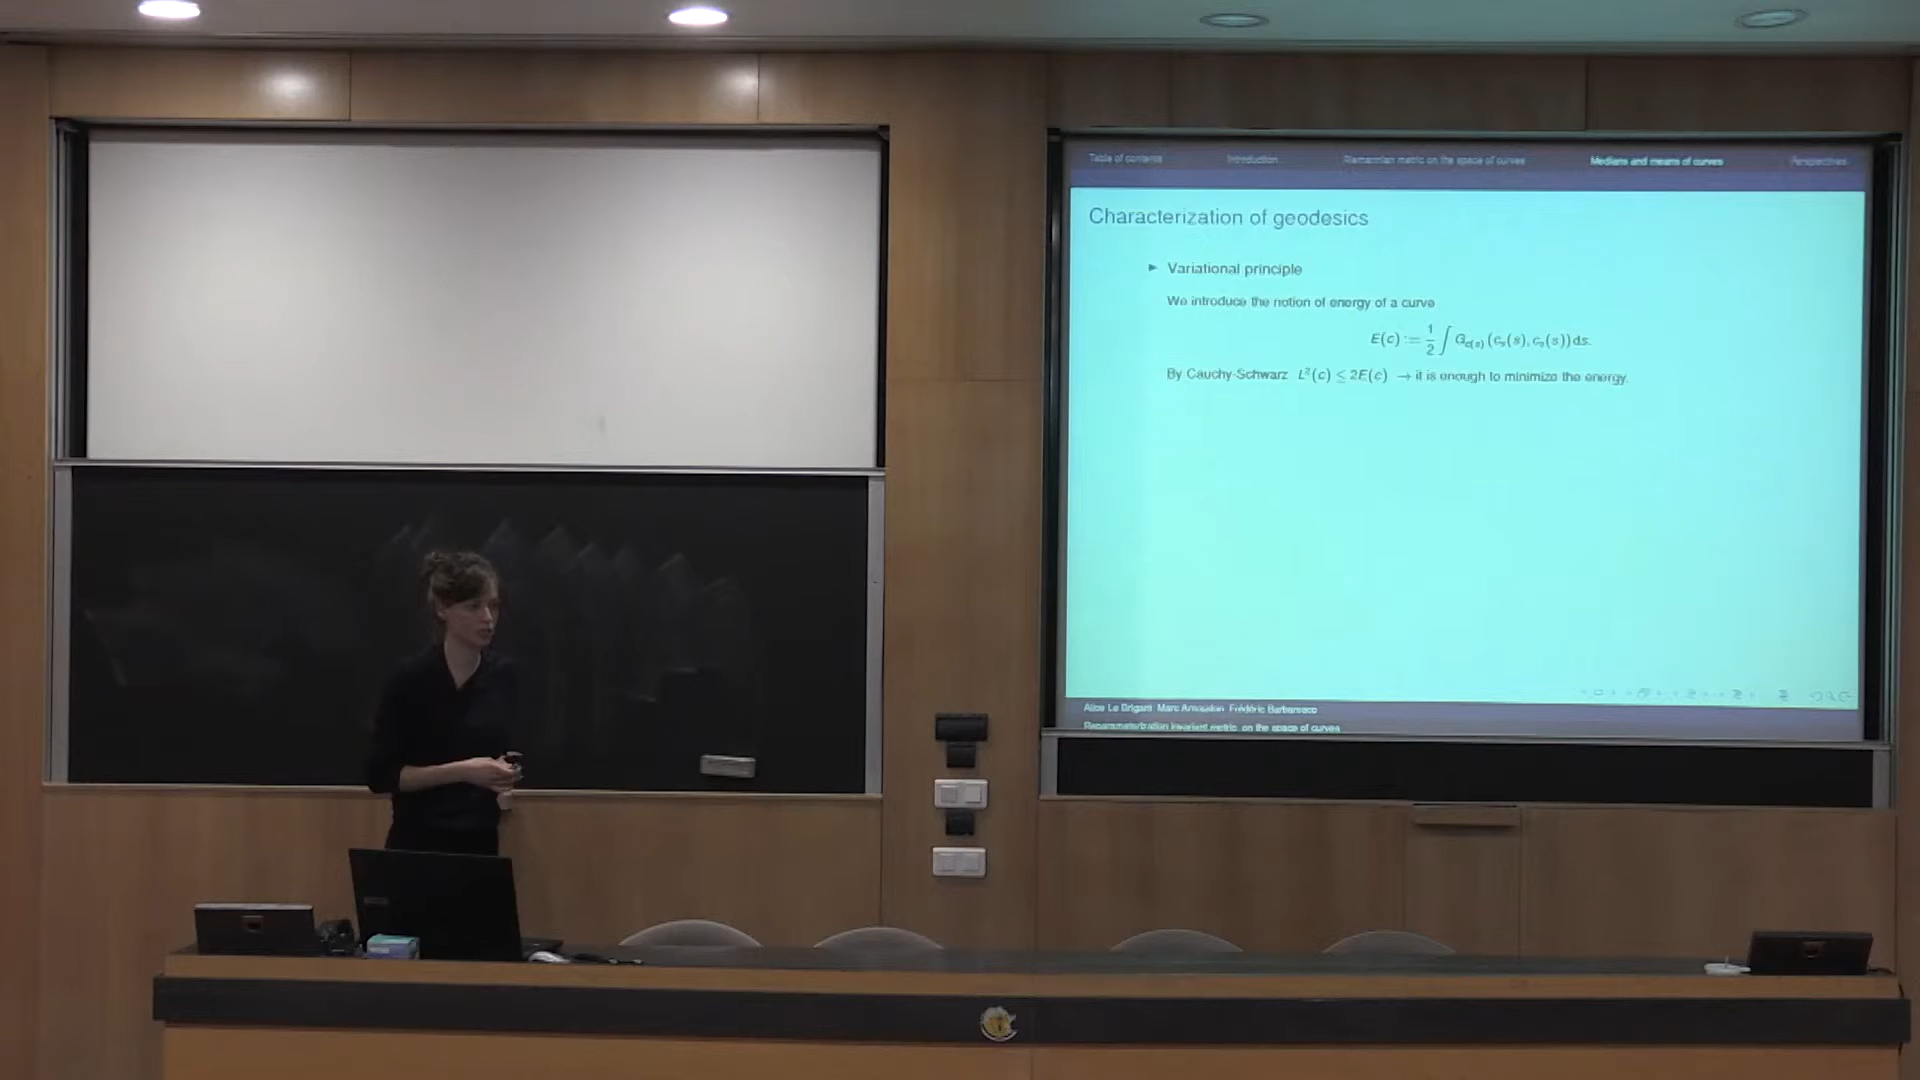 Table of contents Introduction Riemannian metric on the space of curves Medians and means of curves Perspectives
Characterization of geodesics
► Variational principle
We introduce the notion of energy of a curve
E(c) := 1/2 ∫ G_{c(s)} (c_s(s), c_s(s)) ds.
By Cauchy-Schwarz L²(c) ≤ 2E(c) → it is enough to minimize the energy.
Alice Le Brigant Marc Arnaudon Frédéric Barbaresco
Reparameterization invariant metric on the space of curves